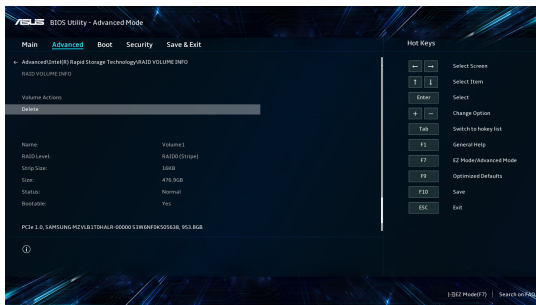 ASUS BIOS Utility - Advanced Mode
Main Advanced Boot Security Save & Exit
Hot Keys
← Advanced\Intel(R) Rapid Storage Technology\RAID VOLUME INFO
RAID VOLUME INFO
Volume Actions
Delete
Name: Volume1
RAID Level: RAID0 (Stripe)
Strip Size: 16KB
Size: 476.9GB
Status: Normal
Bootable: Yes
PCIe 1.0, SAMSUNG MZVLB1T0HALR-00000 S3W6NF0K505638, 953.8GB
← → Select Screen
↑ ↓ Select Item
Enter Select
+ − Change Option
Tab Switch to hokey list
F1 General Help
F7 EZ Mode/Advanced Mode
F9 Optimized Defaults
F10 Save
ESC Exit
EZ Mode(F7) | Search on FAQ